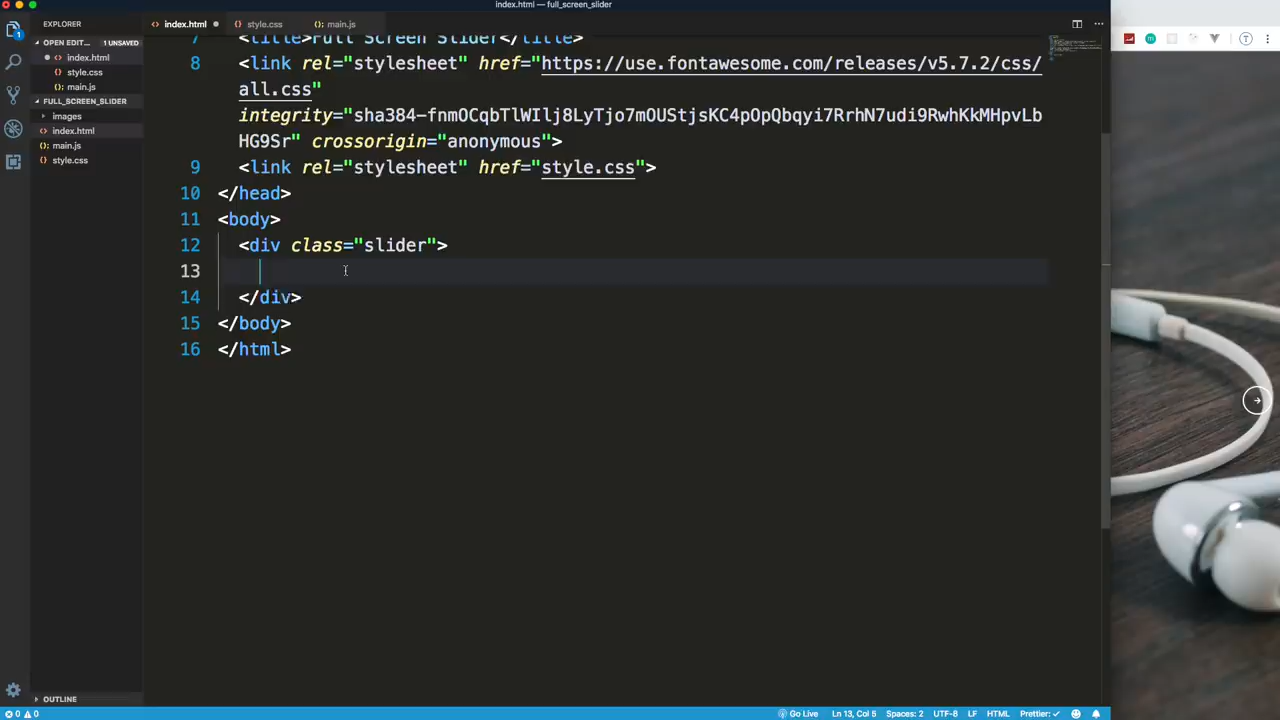 index.html — full_screen_slider
EXPLORER
index.html
style.css
main.js
OPEN EDIT... 1 UNSAVED
index.html
style.css
main.js
FULL_SCREEN_SLIDER
images
index.html
main.js
style.css
OUTLINE
7 <title>Full Screen Slider</title>
8 <link rel="stylesheet" href="https://use.fontawesome.com/releases/v5.7.2/css/
all.css"
integrity="sha384-fnmOCqbTlWIlj8LyTjo7mOUStjsKC4pOpQbqyi7RrhN7udi9RwhKkMHpvLb
HG9Sr" crossorigin="anonymous">
9 <link rel="stylesheet" href="style.css">
10 </head>
11 <body>
12 <div class="slider">
13
14 </div>
15 </body>
16 </html>
0 0
Go Live Ln 13, Col 5 Spaces: 2 UTF-8 LF HTML Prettier: ✓